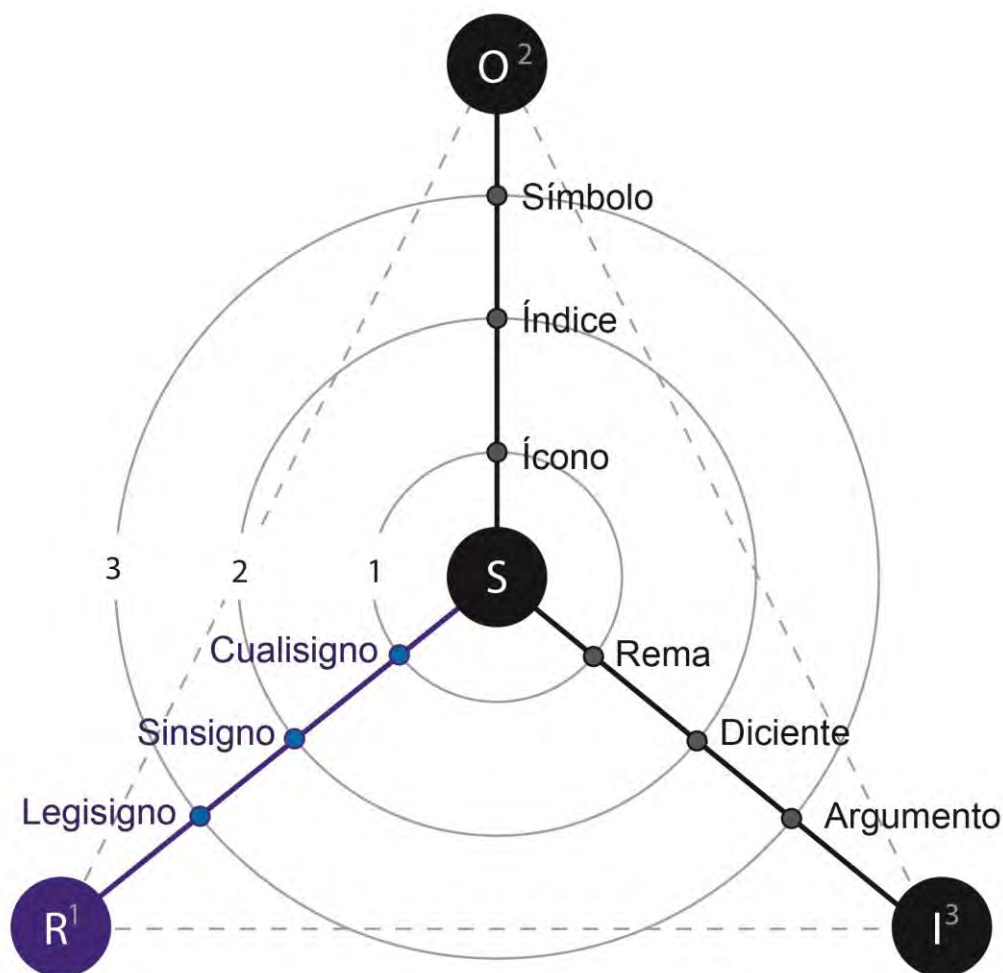 O²
Símbolo
Índice
Ícono
3 2 1
S
Cualisigno
Rema
Sinsigno
Diciente
Legisigno
Argumento
R¹
I³